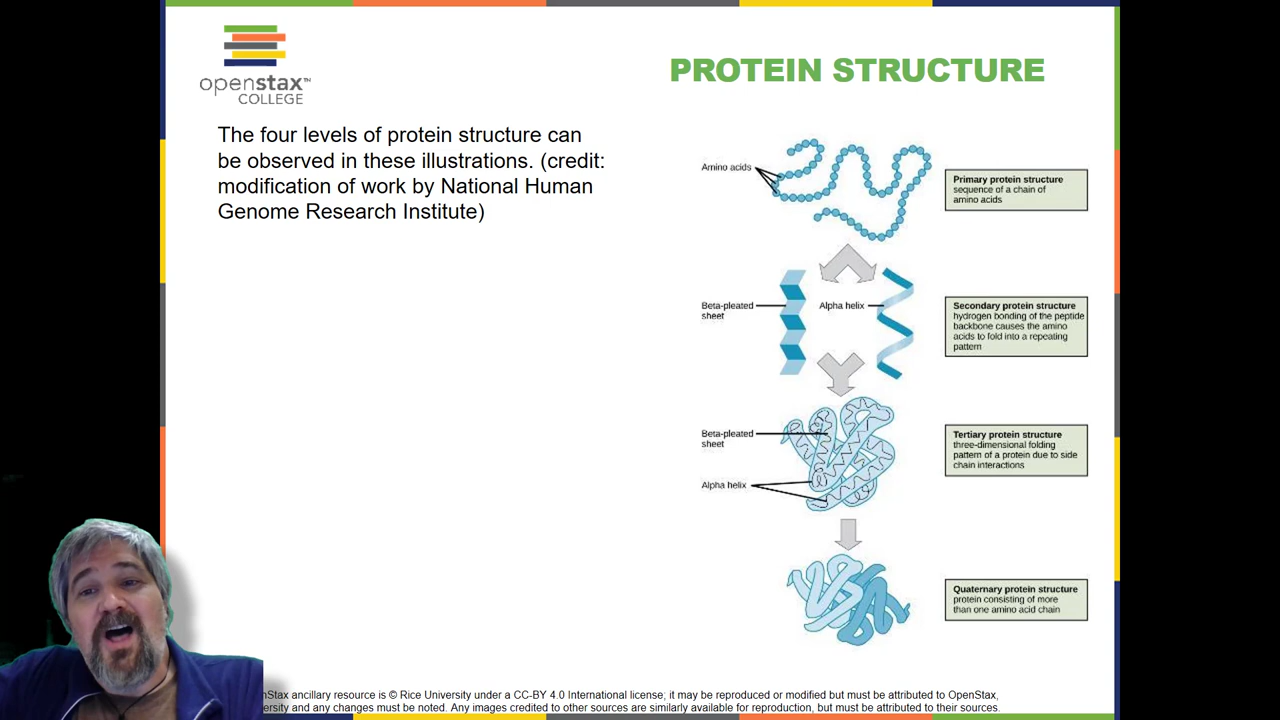 openstax™
COLLEGE
PROTEIN STRUCTURE
The four levels of protein structure can
be observed in these illustrations. (credit:
modification of work by National Human
Genome Research Institute)
Amino acids
Primary protein structure
sequence of a chain of
amino acids
Beta-pleated
sheet
Alpha helix
Secondary protein structure
hydrogen bonding of the peptide
backbone causes the amino
acids to fold into a repeating
pattern
Beta-pleated
sheet
Alpha helix
Tertiary protein structure
three-dimensional folding
pattern of a protein due to side
chain interactions
Quaternary protein structure
protein consisting of more
than one amino acid chain
ancillary resource is © Rice University under a CC-BY 4.0 International license; it may be reproduced or modified but must be attributed to OpenStax,
and any changes must be noted. Any images credited to other sources are similarly available for reproduction, but must be attributed to their sources.